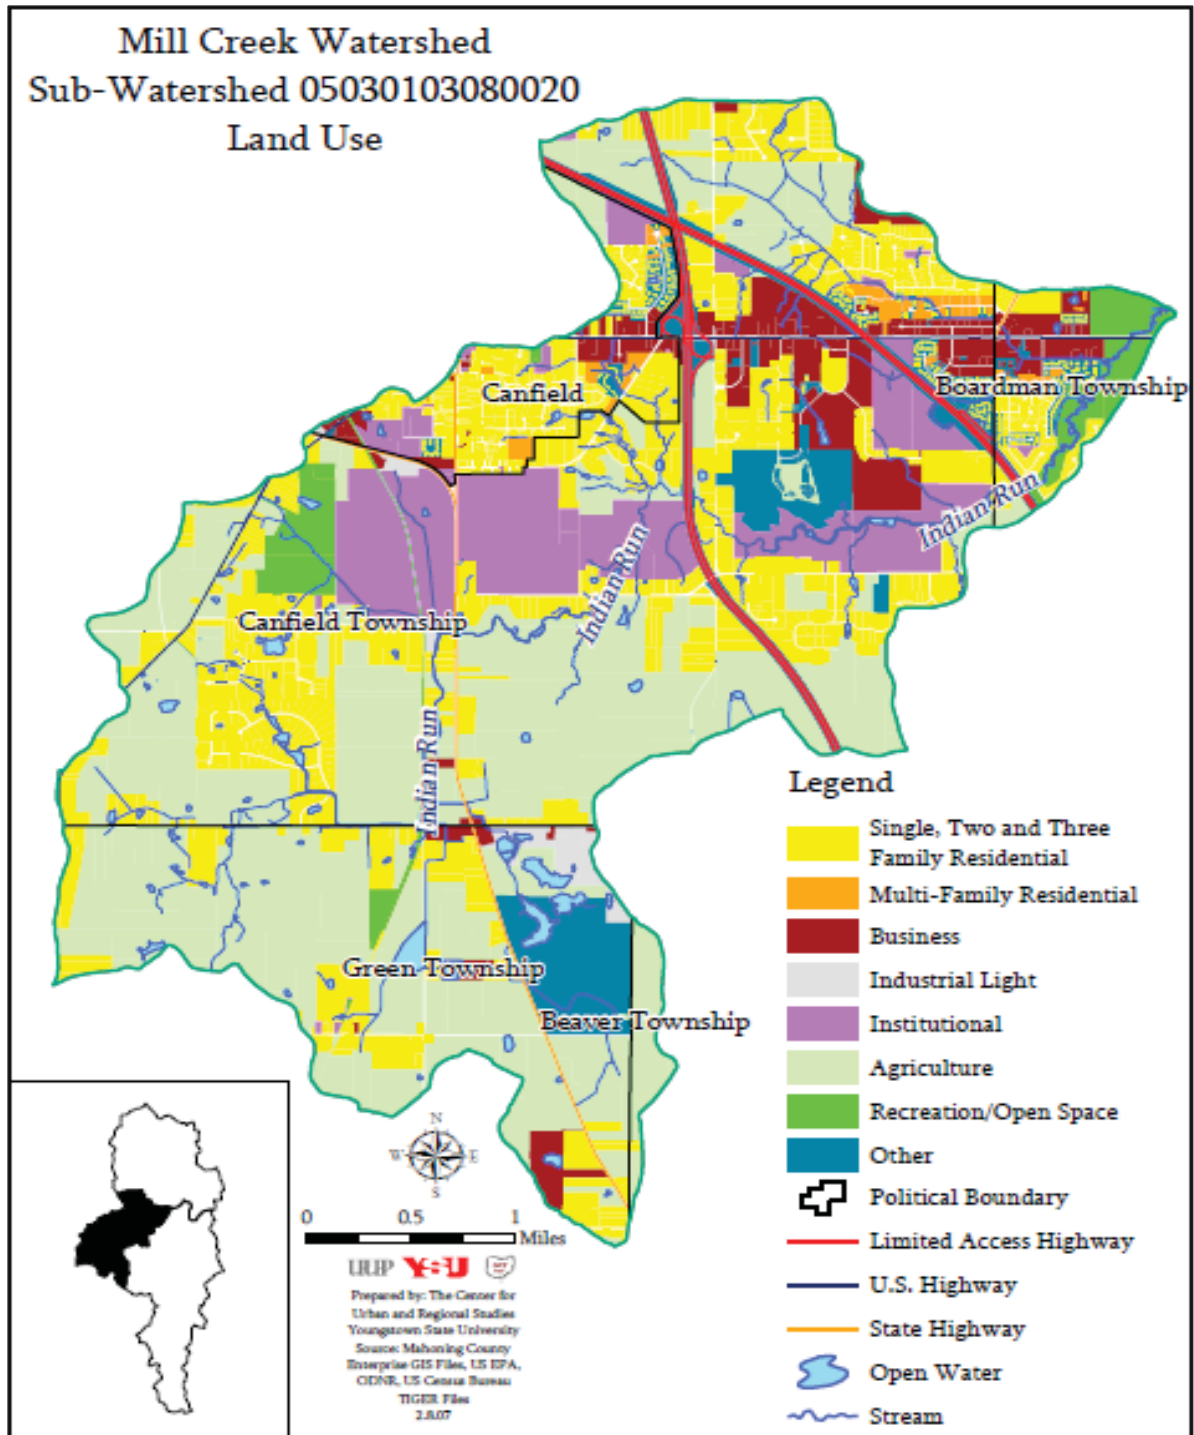 Mill Creek Watershed
Sub-Watershed 05030103080020
Land Use
Canfield
Boardman Township
Indian Run
Indian Run
Canfield Township
Indian Run
Green Township
Beaver Township
Legend
Single, Two and Three
Family Residential
Multi-Family Residential
Business
Industrial Light
Institutional
Agriculture
Recreation/Open Space
Other
Political Boundary
Limited Access Highway
U.S. Highway
State Highway
Open Water
Stream
N
W E
S
0 0.5 1
Miles
UUP YSU
Prepared by: The Center for
Urban and Regional Studies
Youngstown State University
Source: Mahoning County
Enterprise GIS Files, US EPA,
ODNR, US Census Bureau
TIGER Files
2.8.07